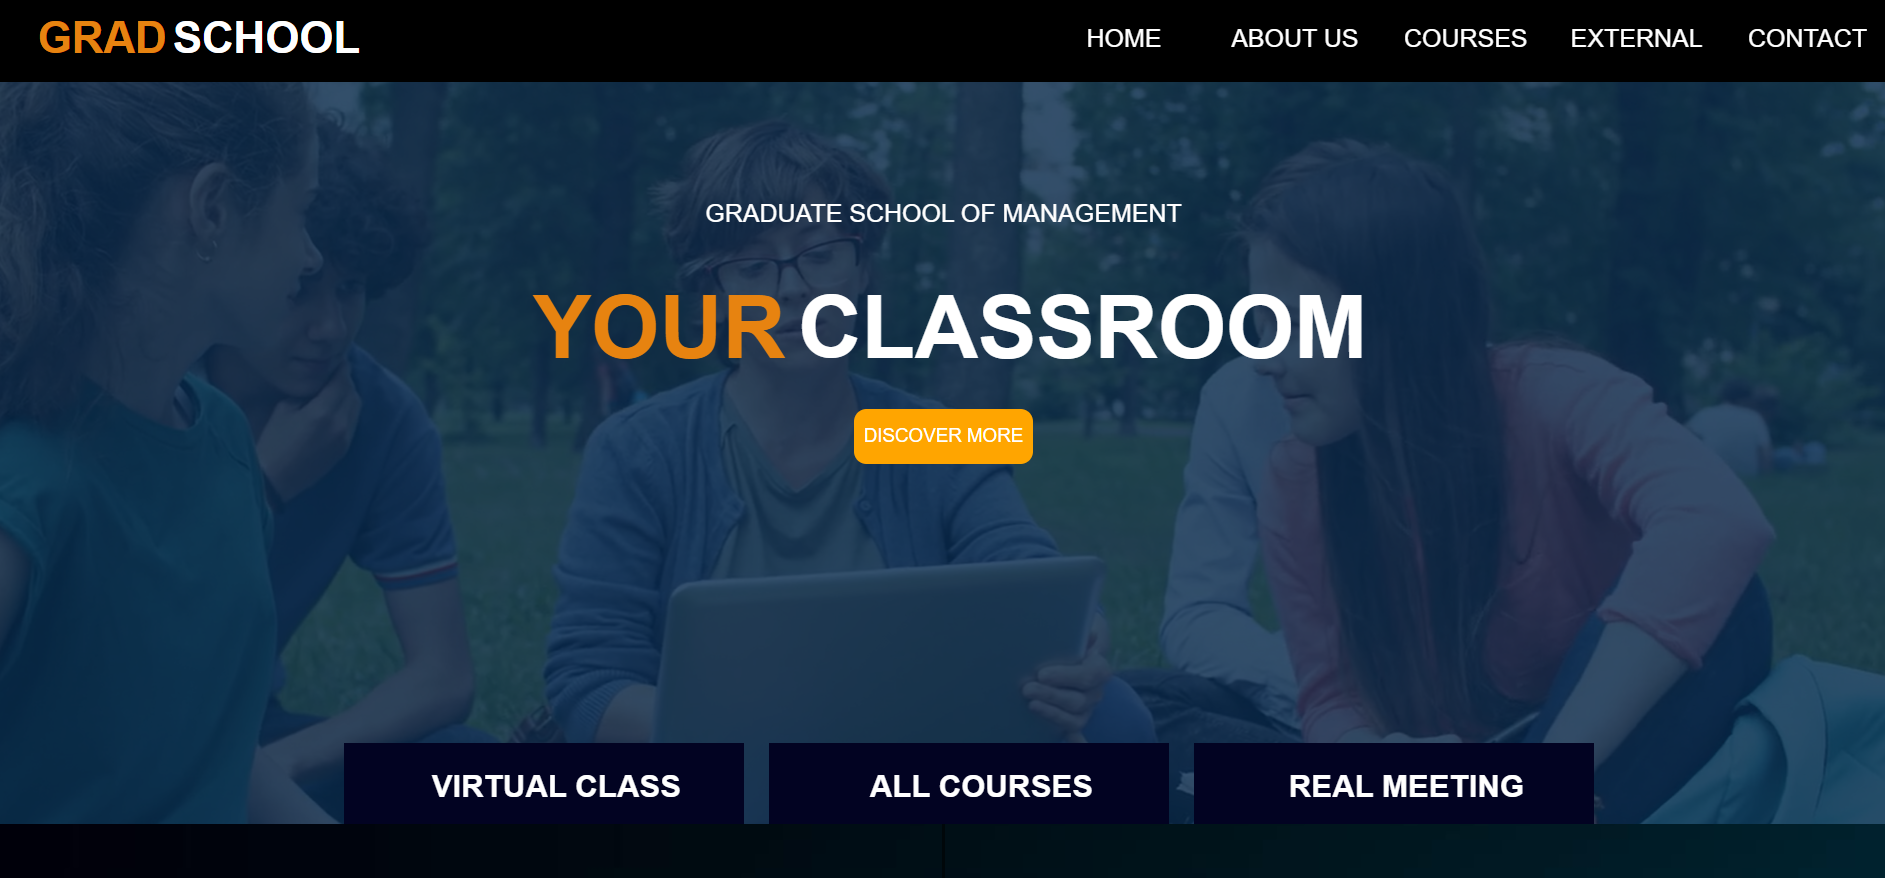 GRAD SCHOOL
HOME ABOUT US COURSES EXTERNAL CONTACT
GRADUATE SCHOOL OF MANAGEMENT
YOUR CLASSROOM
DISCOVER MORE
VIRTUAL CLASS
ALL COURSES
REAL MEETING